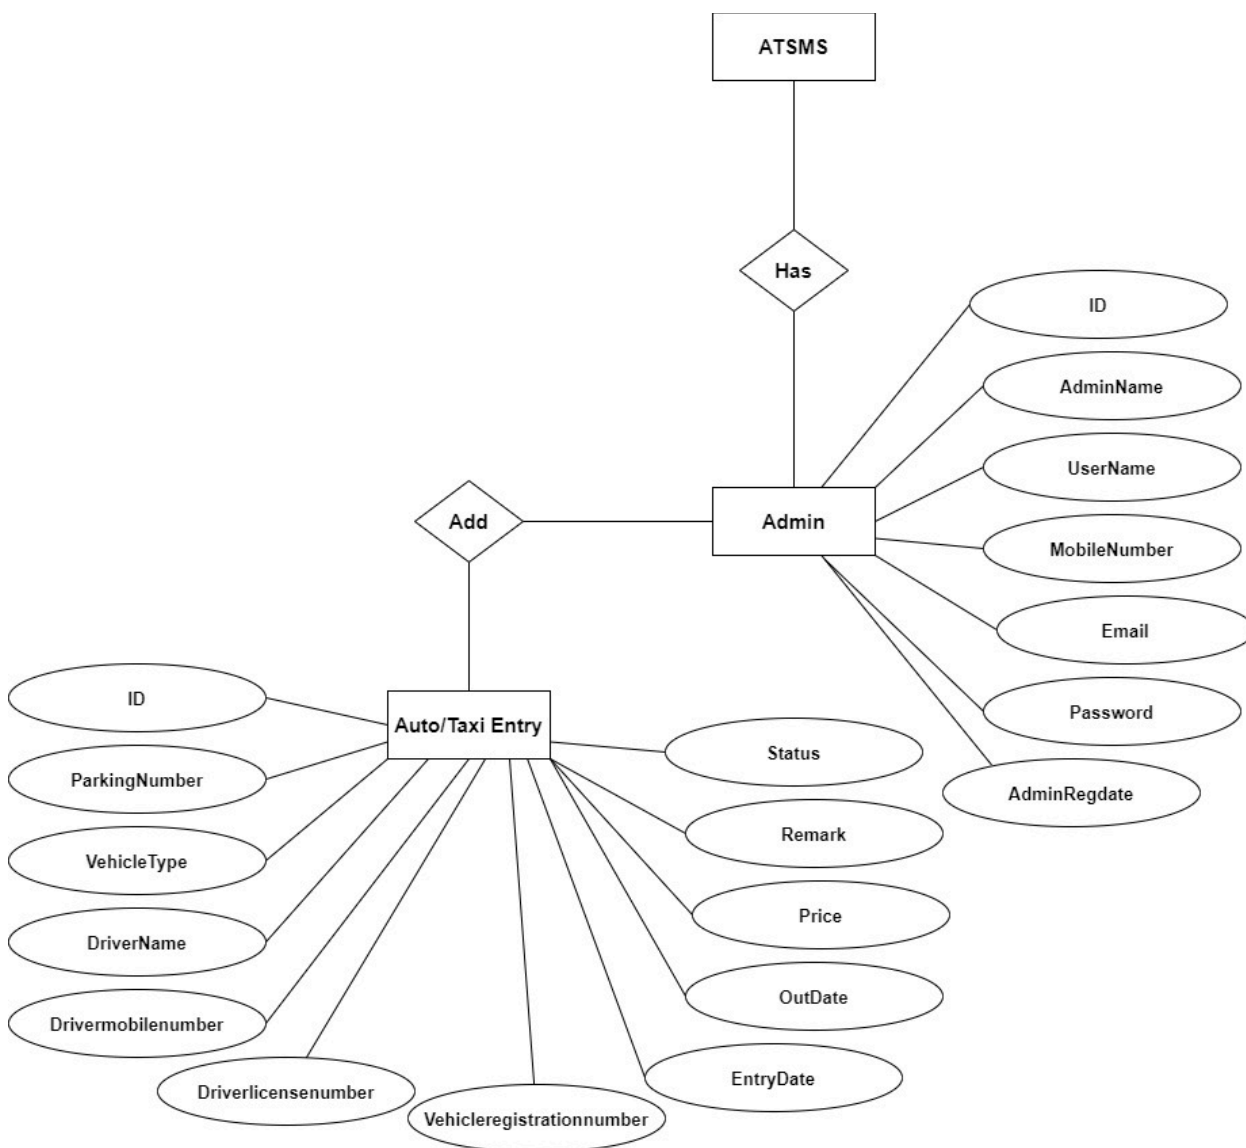 ATSMS
Has
ID
AdminName
UserName
Add
Admin
MobileNumber
Email
ID
Password
Auto/Taxi Entry
Status
ParkingNumber
AdminRegdate
Remark
VehicleType
Price
DriverName
OutDate
Drivermobilenumber
EntryDate
Driverlicensenumber
Vehicleregistrationnumber